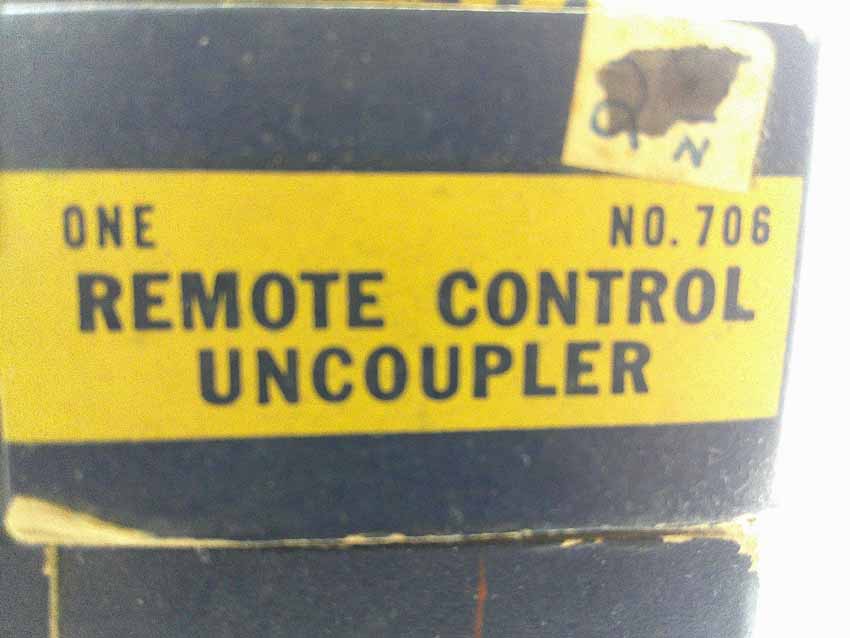 N
ONE NO. 706
REMOTE CONTROL
UNCOUPLER